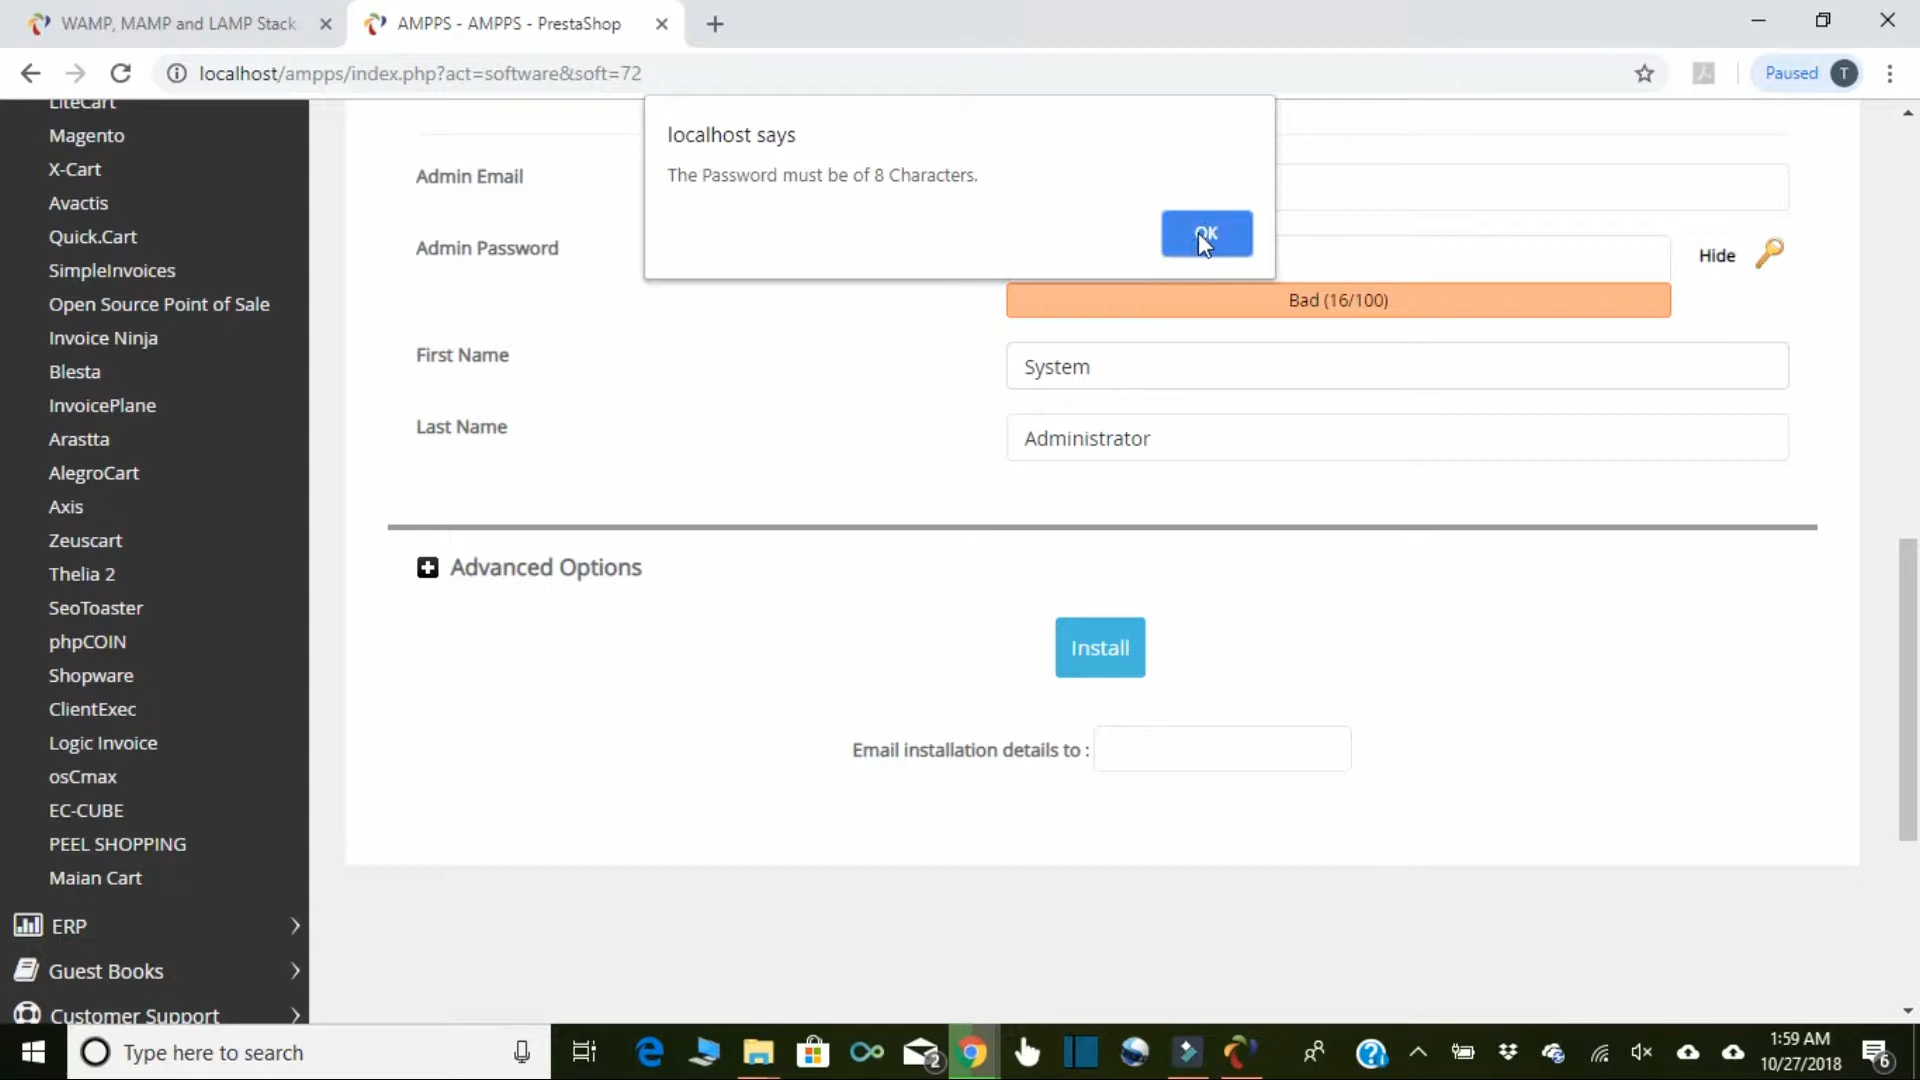 WAMP, MAMP and LAMP Stack
AMPPS - AMPPS - PrestaShop
localhost/ampps/index.php?act=software&soft=72
Paused
T
LiteCart
Magento
X-Cart
Avactis
Quick.Cart
SimpleInvoices
Open Source Point of Sale
Invoice Ninja
Blesta
InvoicePlane
Arastta
AlegroCart
Axis
Zeuscart
Thelia 2
SeoToaster
phpCOIN
Shopware
ClientExec
Logic Invoice
osCmax
EC-CUBE
PEEL SHOPPING
Maian Cart
ERP
Guest Books
Customer Support
localhost says
The Password must be of 8 Characters.
OK
Admin Email
Admin Password
Hide
Bad (16/100)
First Name
System
Last Name
Administrator
Advanced Options
Install
Email installation details to :
Type here to search
2
1:59 AM
10/27/2018
6